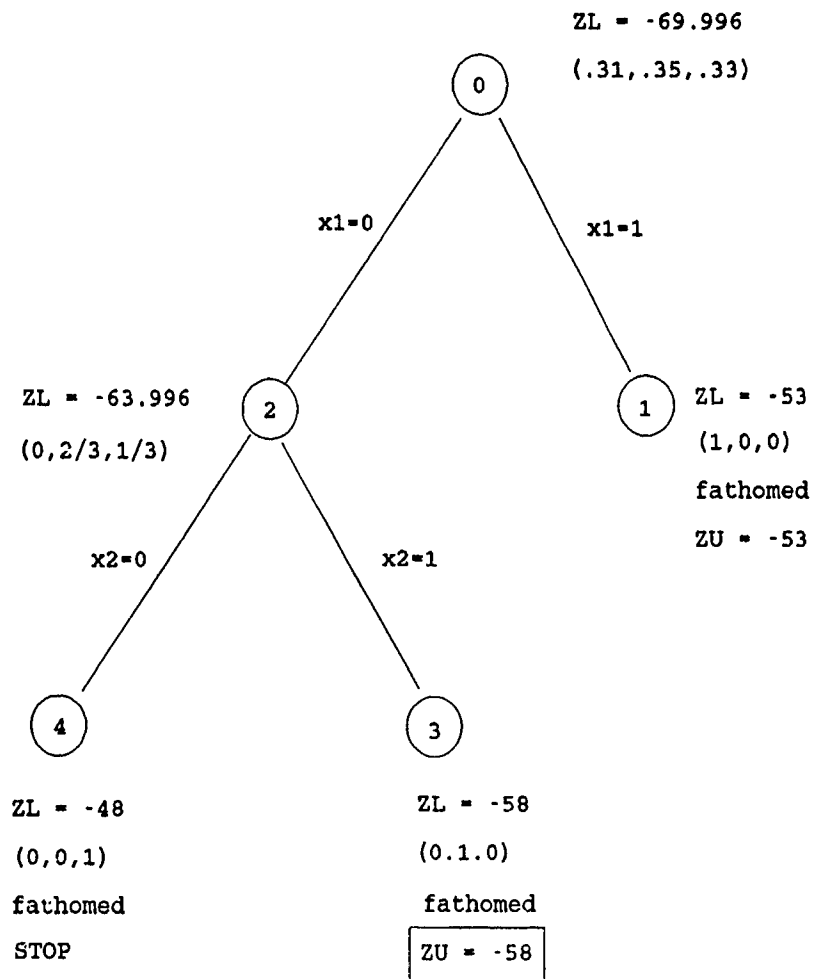 ZL = -69.996
(.31,.35,.33)
0
x1=0
x1=1
ZL = -63.996
(0,2/3,1/3)
2
1
ZL = -53
(1,0,0)
fathomed
ZU = -53
x2=0
x2=1
4
3
ZL = -48
(0,0,1)
fathomed
STOP
ZL = -58
(0.1.0)
fathomed
ZU = -58